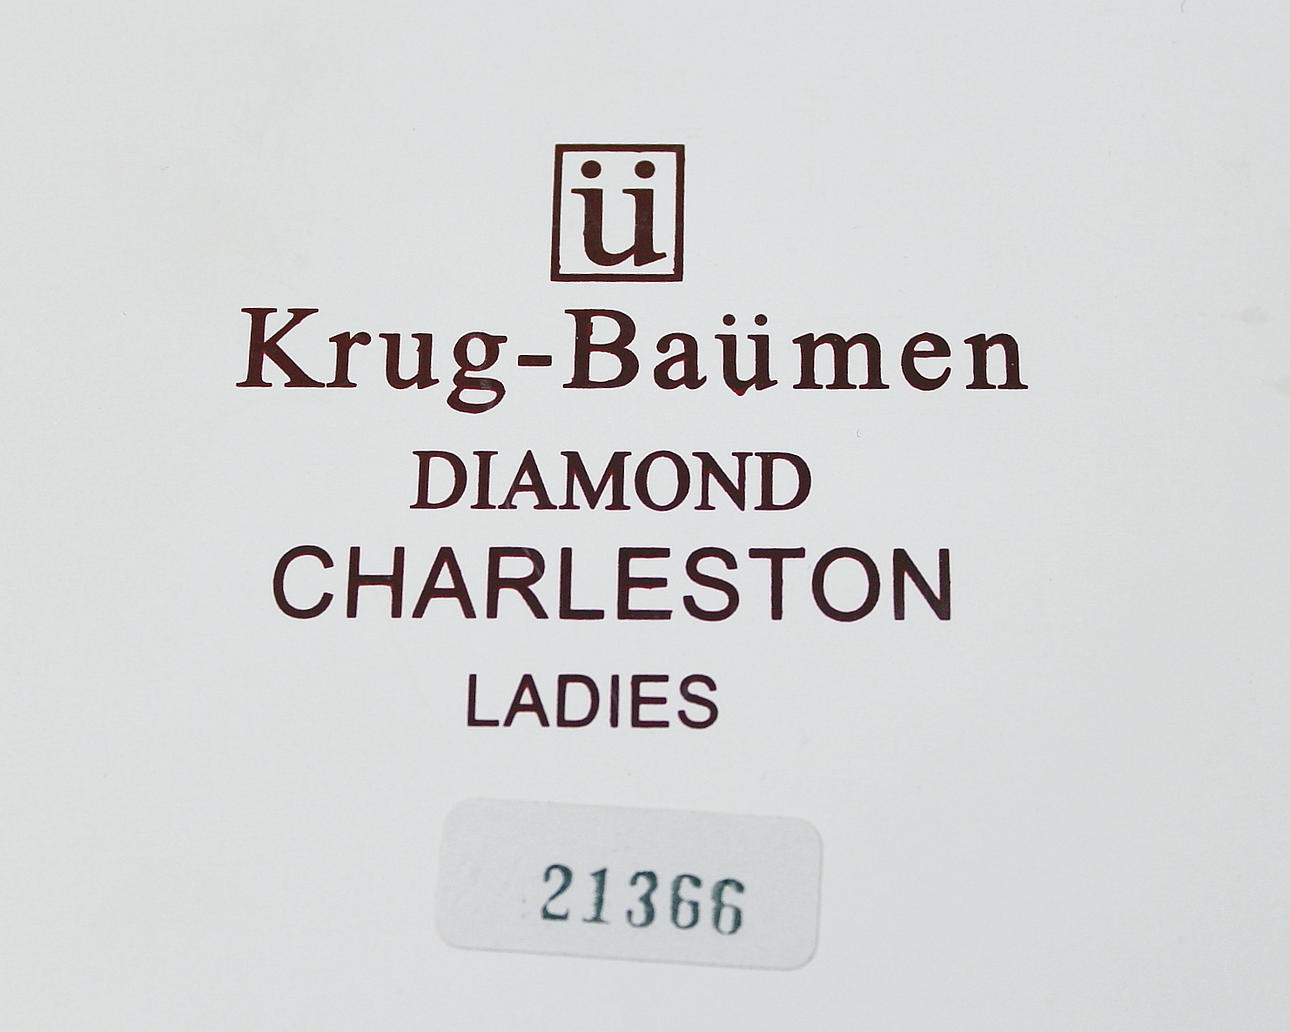 ü
Krug-Baümen
DIAMOND
CHARLESTON
LADIES
21366